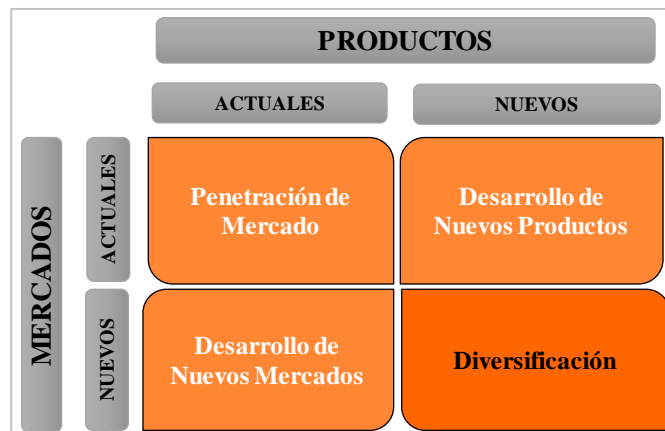 PRODUCTOS
ACTUALES
NUEVOS
MERCADOS
ACTUALES
Penetración de
Mercado
Desarrollo de
Nuevos Productos
NUEVOS
Desarrollo de
Nuevos Mercados
Diversificación